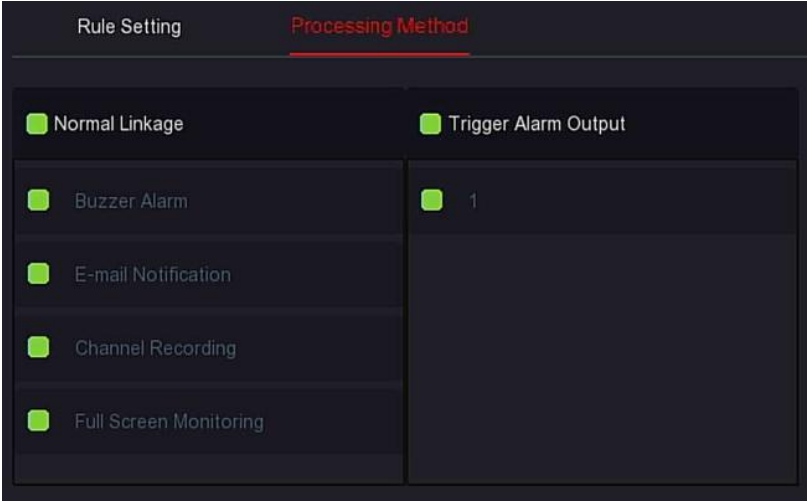 Rule Setting
Processing Method
Normal Linkage
Trigger Alarm Output
Buzzer Alarm
1
E-mail Notification
Channel Recording
Full Screen Monitoring